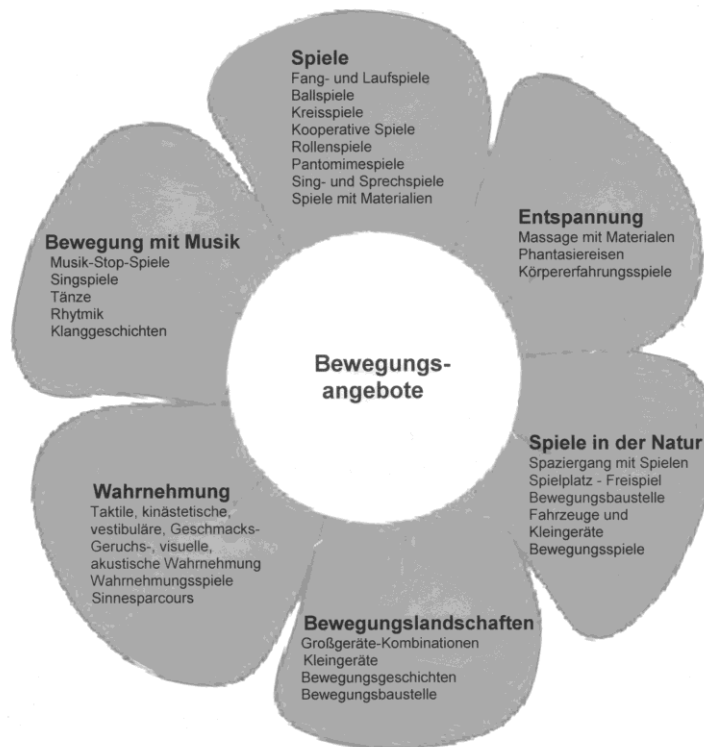 Spiele
Fang- und Laufspiele
Ballspiele
Kreisspiele
Kooperative Spiele
Rollenspiele
Pantomimespiele
Sing- und Sprechspiele
Spiele mit Materialien
Entspannung
Massage mit Materialen
Phantasiereisen
Körpererfahrungsspiele
Bewegung mit Musik
Musik-Stop-Spiele
Singspiele
Tänze
Rhytmik
Klanggeschichten
Bewegungs-
angebote
Spiele in der Natur
Spaziergang mit Spielen
Spielplatz - Freispiel
Bewegungsbaustelle
Fahrzeuge und
Kleingeräte
Bewegungsspiele
Wahrnehmung
Taktile, kinästetische,
vestibuläre, Geschmacks-
Geruchs-, visuelle,
akustische Wahrnehmung
Wahrnehmungsspiele
Sinnesparcours
Bewegungslandschaften
Großgeräte-Kombinationen
Kleingeräte
Bewegungsgeschichten
Bewegungsbaustelle